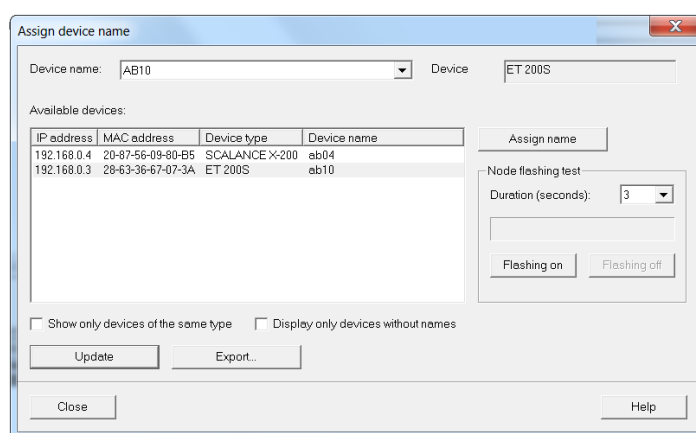 Assign device name
Device name: AB10 Device ET 200S
Available devices:
IP address MAC address Device type Device name
192.168.0.4 20-87-56-09-80-B5 SCALANCE X-200 ab04
192.168.0.3 28-63-36-67-07-3A ET 200S ab10
Assign name
Node flashing test
Duration (seconds): 3
Flashing on Flashing off
Show only devices of the same type Display only devices without names
Update Export...
Close Help